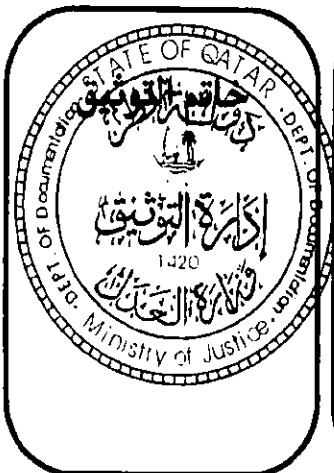 STATE OF QATAR
DEPT. OF Documentation
DEPT. OF Documentation
إدارة التوثيق
1420
وزارة العدل
Ministry of Justice